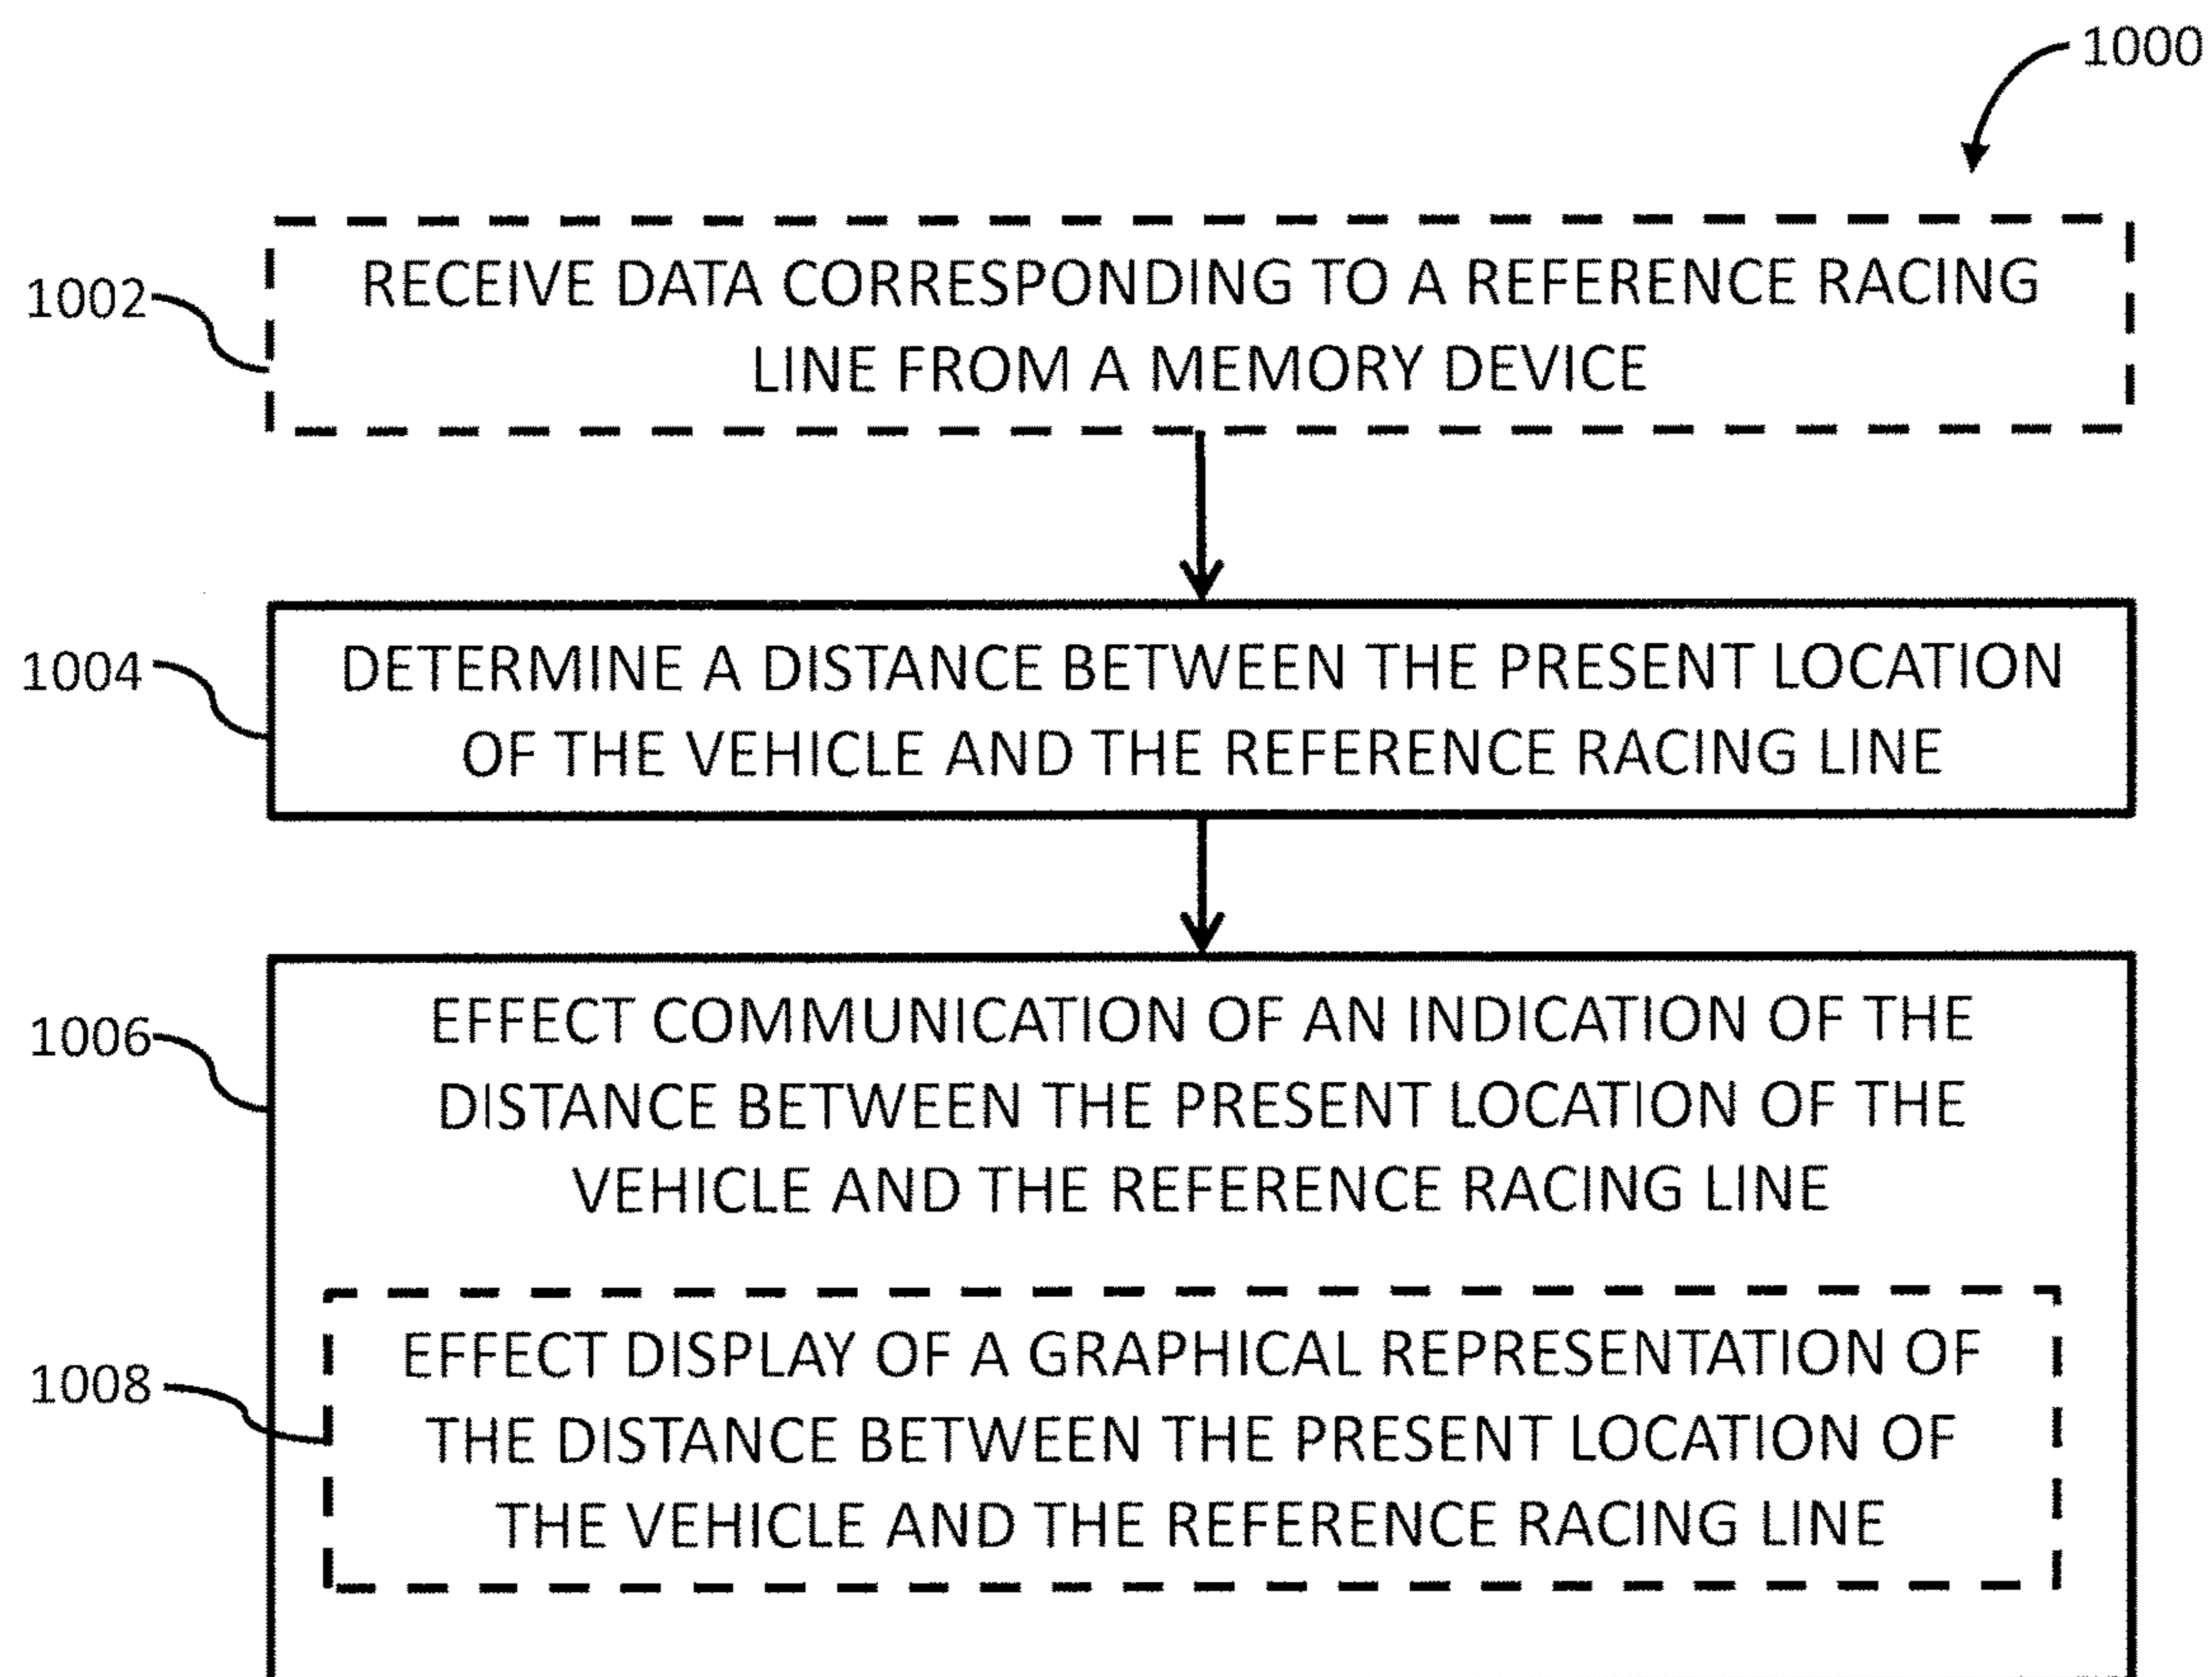 1000
1002
RECEIVE DATA CORRESPONDING TO A REFERENCE RACING
LINE FROM A MEMORY DEVICE
1004
DETERMINE A DISTANCE BETWEEN THE PRESENT LOCATION
OF THE VEHICLE AND THE REFERENCE RACING LINE
1006
EFFECT COMMUNICATION OF AN INDICATION OF THE
DISTANCE BETWEEN THE PRESENT LOCATION OF THE
VEHICLE AND THE REFERENCE RACING LINE
1008
EFFECT DISPLAY OF A GRAPHICAL REPRESENTATION OF
THE DISTANCE BETWEEN THE PRESENT LOCATION OF
THE VEHICLE AND THE REFERENCE RACING LINE